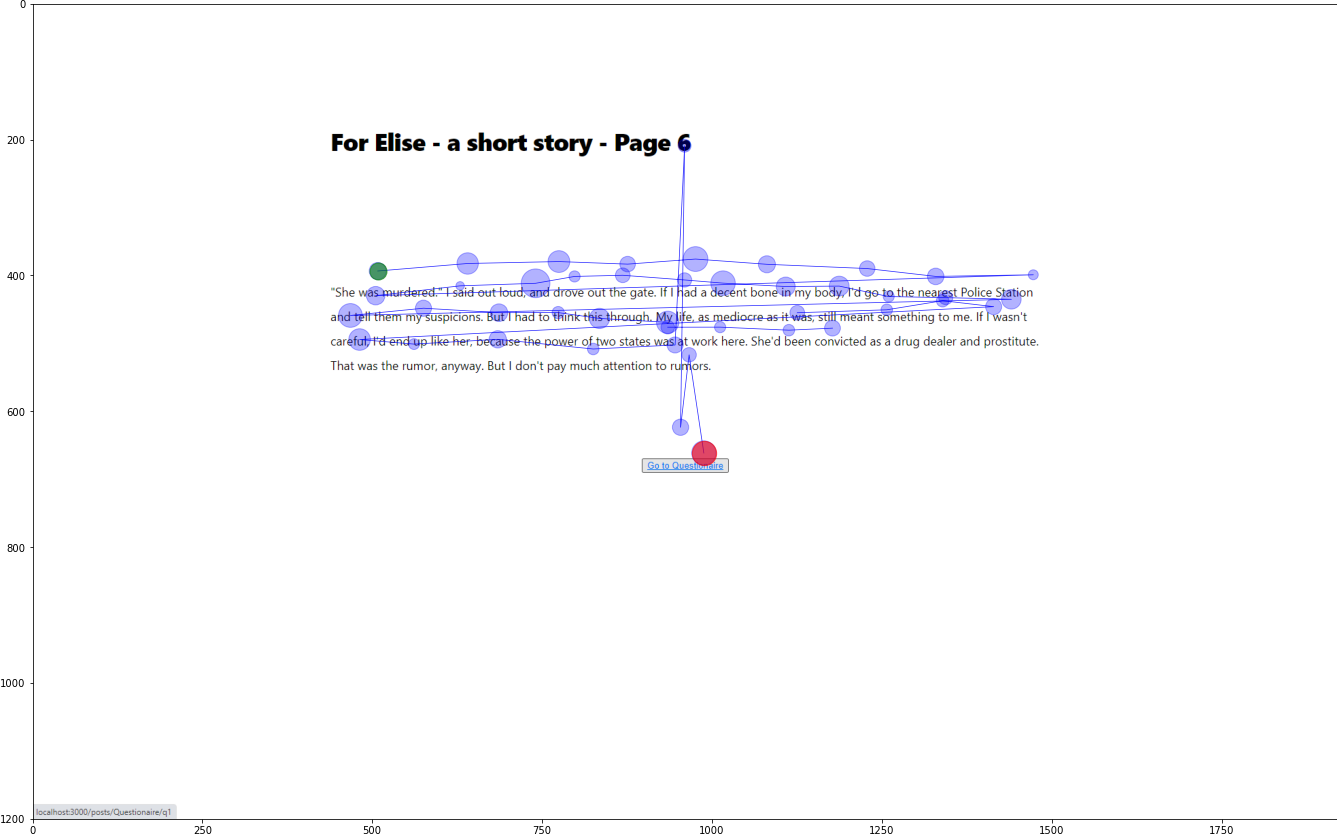 0
200
For Elise - a short story - Page 6
400
"She was murdered." I said out loud, and drove out the gate. If I had a decent bone in my body, I'd go to the nearest Police Station
and tell them my suspicions. But I had to think this through. My life, as mediocre as it was, still meant something to me. If I wasn't
careful I'd end up like her, because the power of two states was at work here. She'd been convicted as a drug dealer and prostitute.
That was the rumor, anyway. But I don't pay much attention to rumors.
600
Go to Questionaire
800
1000
localhost:3000/posts/Questionaire/q1
1200
0 250 500 750 1000 1250 1500 1750